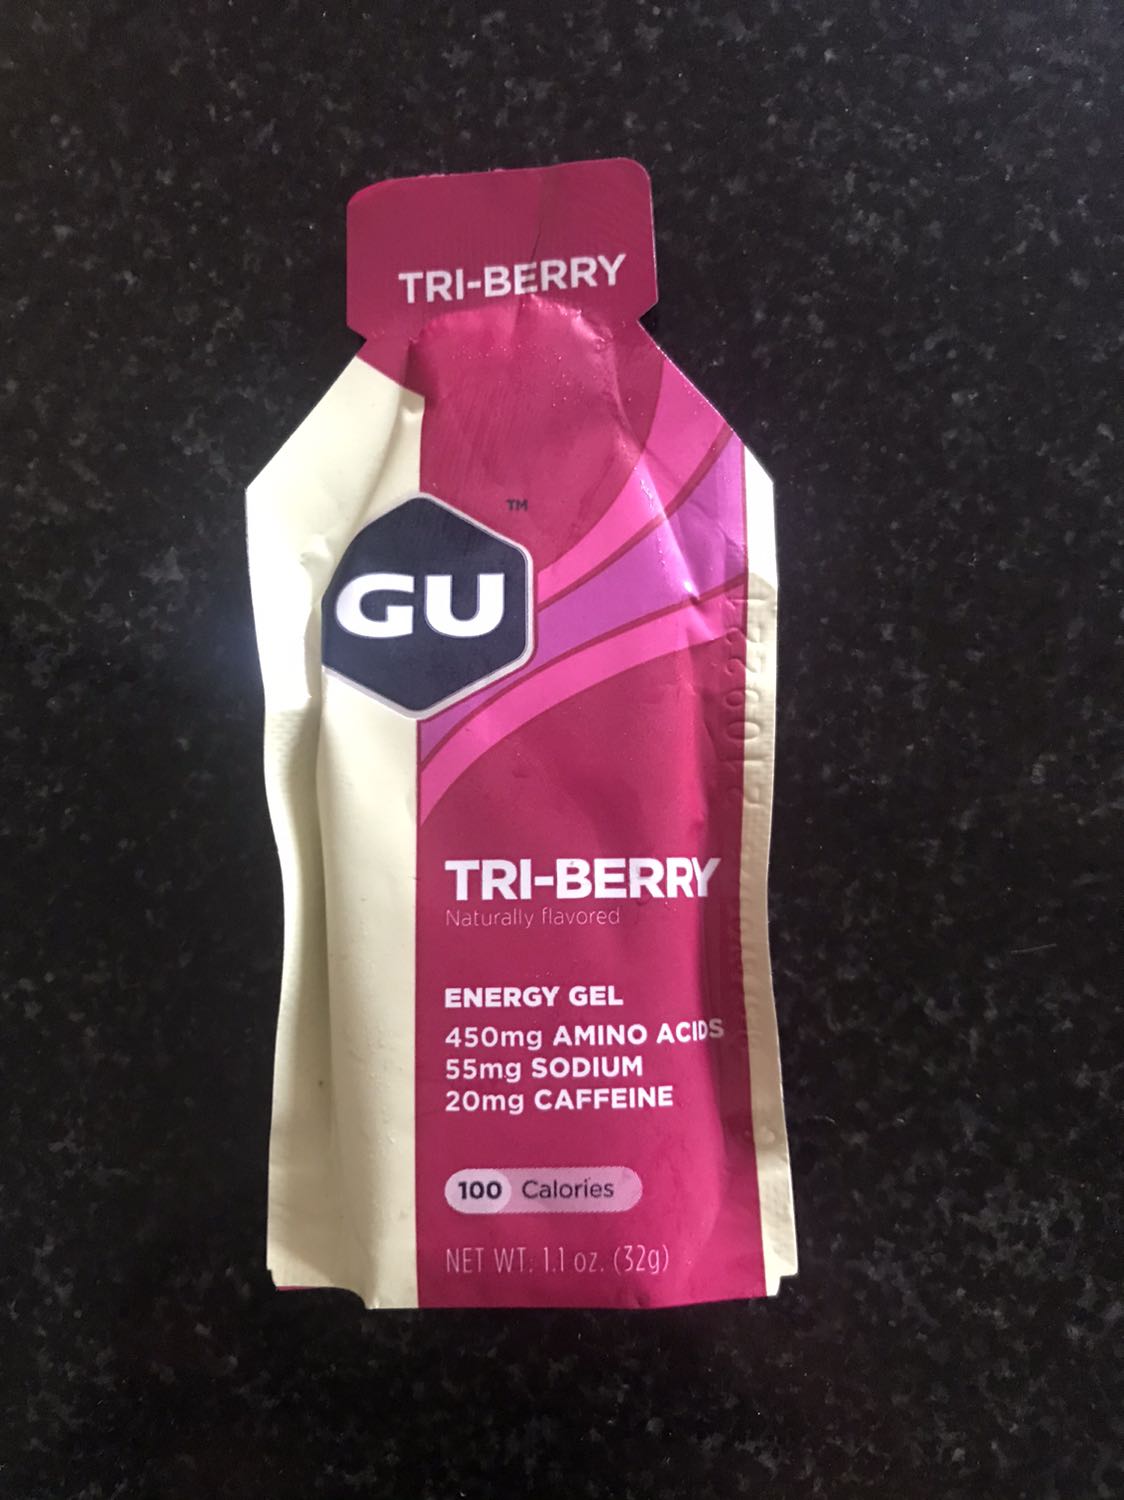 TRI-BERRY
™
GU
TRI-BERRY
Naturally flavored
ENERGY GEL
450mg AMINO ACIDS
55mg SODIUM
20mg CAFFEINE
100 Calories
NET WT. 1.1 oz. (32g)